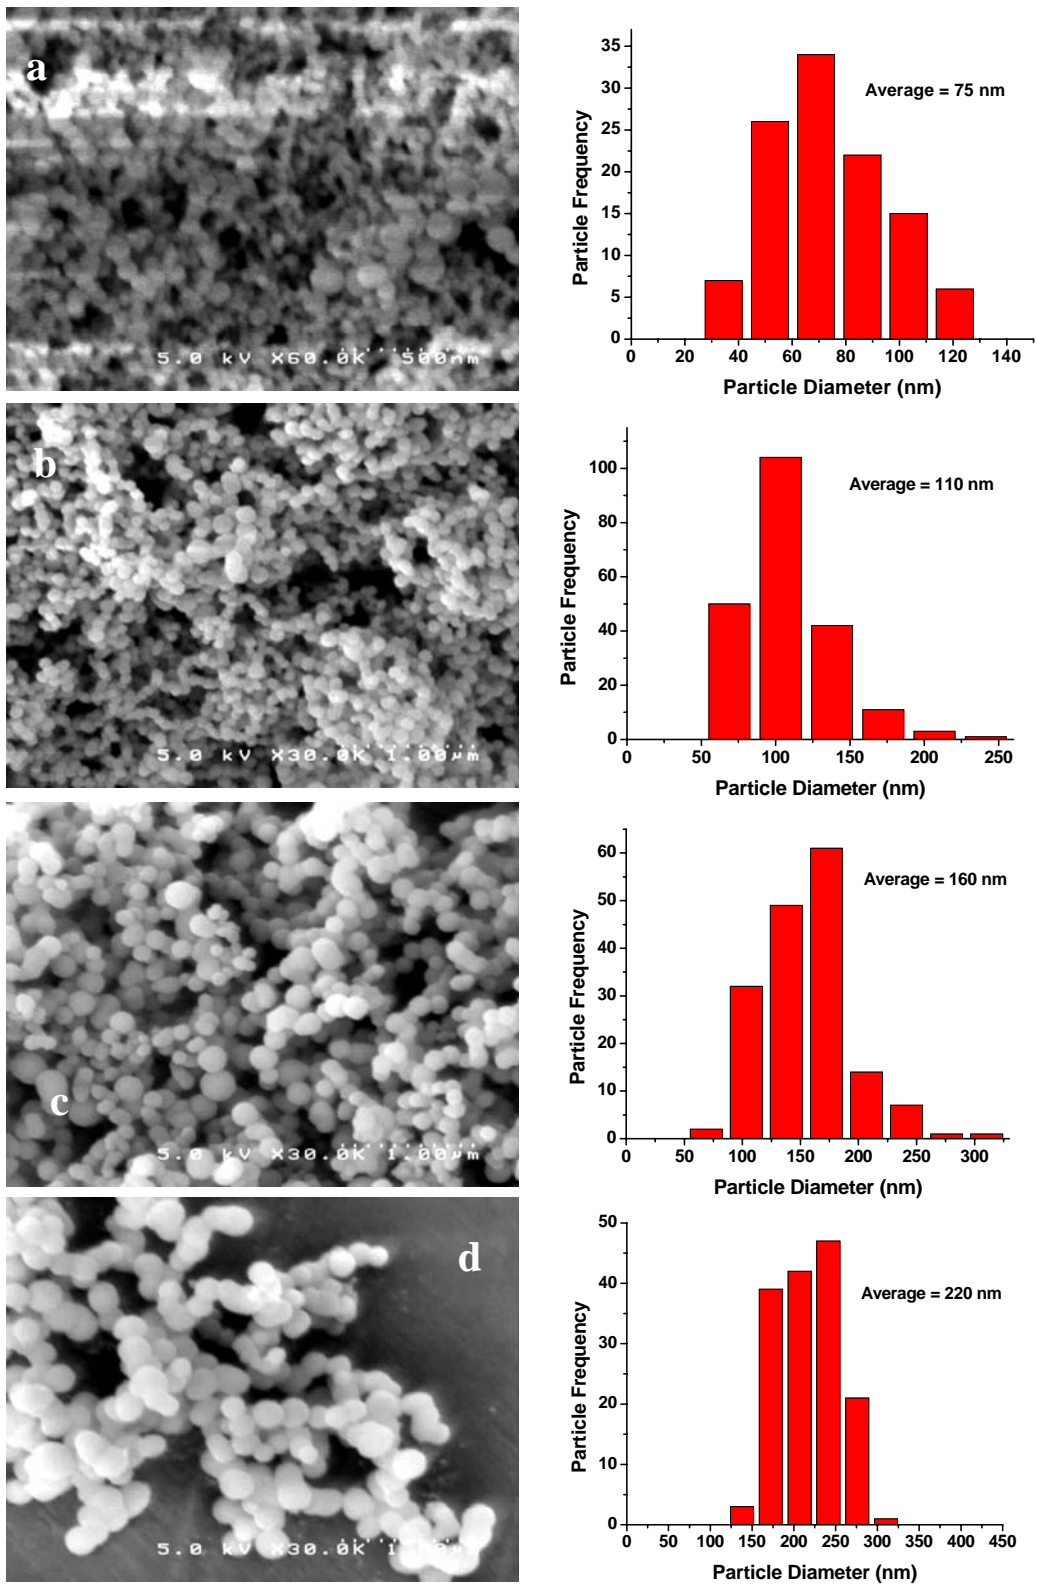 a
5.0 kV X60.0K 500nm
35
30
25
20
15
10
5
0
Particle Frequency
Average = 75 nm
0 20 40 60 80 100 120 140
Particle Diameter (nm)
b
5.0 kV X30.0K 1.00µm
100
80
60
40
20
0
Particle Frequency
Average = 110 nm
0 50 100 150 200 250
Particle Diameter (nm)
c
5.0 kV X30.0K 1.00µm
60
50
40
30
20
10
0
Particle Frequency
Average = 160 nm
0 50 100 150 200 250 300
Particle Diameter (nm)
d
5.0 kV X30.0K
50
40
30
20
10
0
Particle Frequency
Average = 220 nm
0 50 100 150 200 250 300 350 400 450
Particle Diameter (nm)